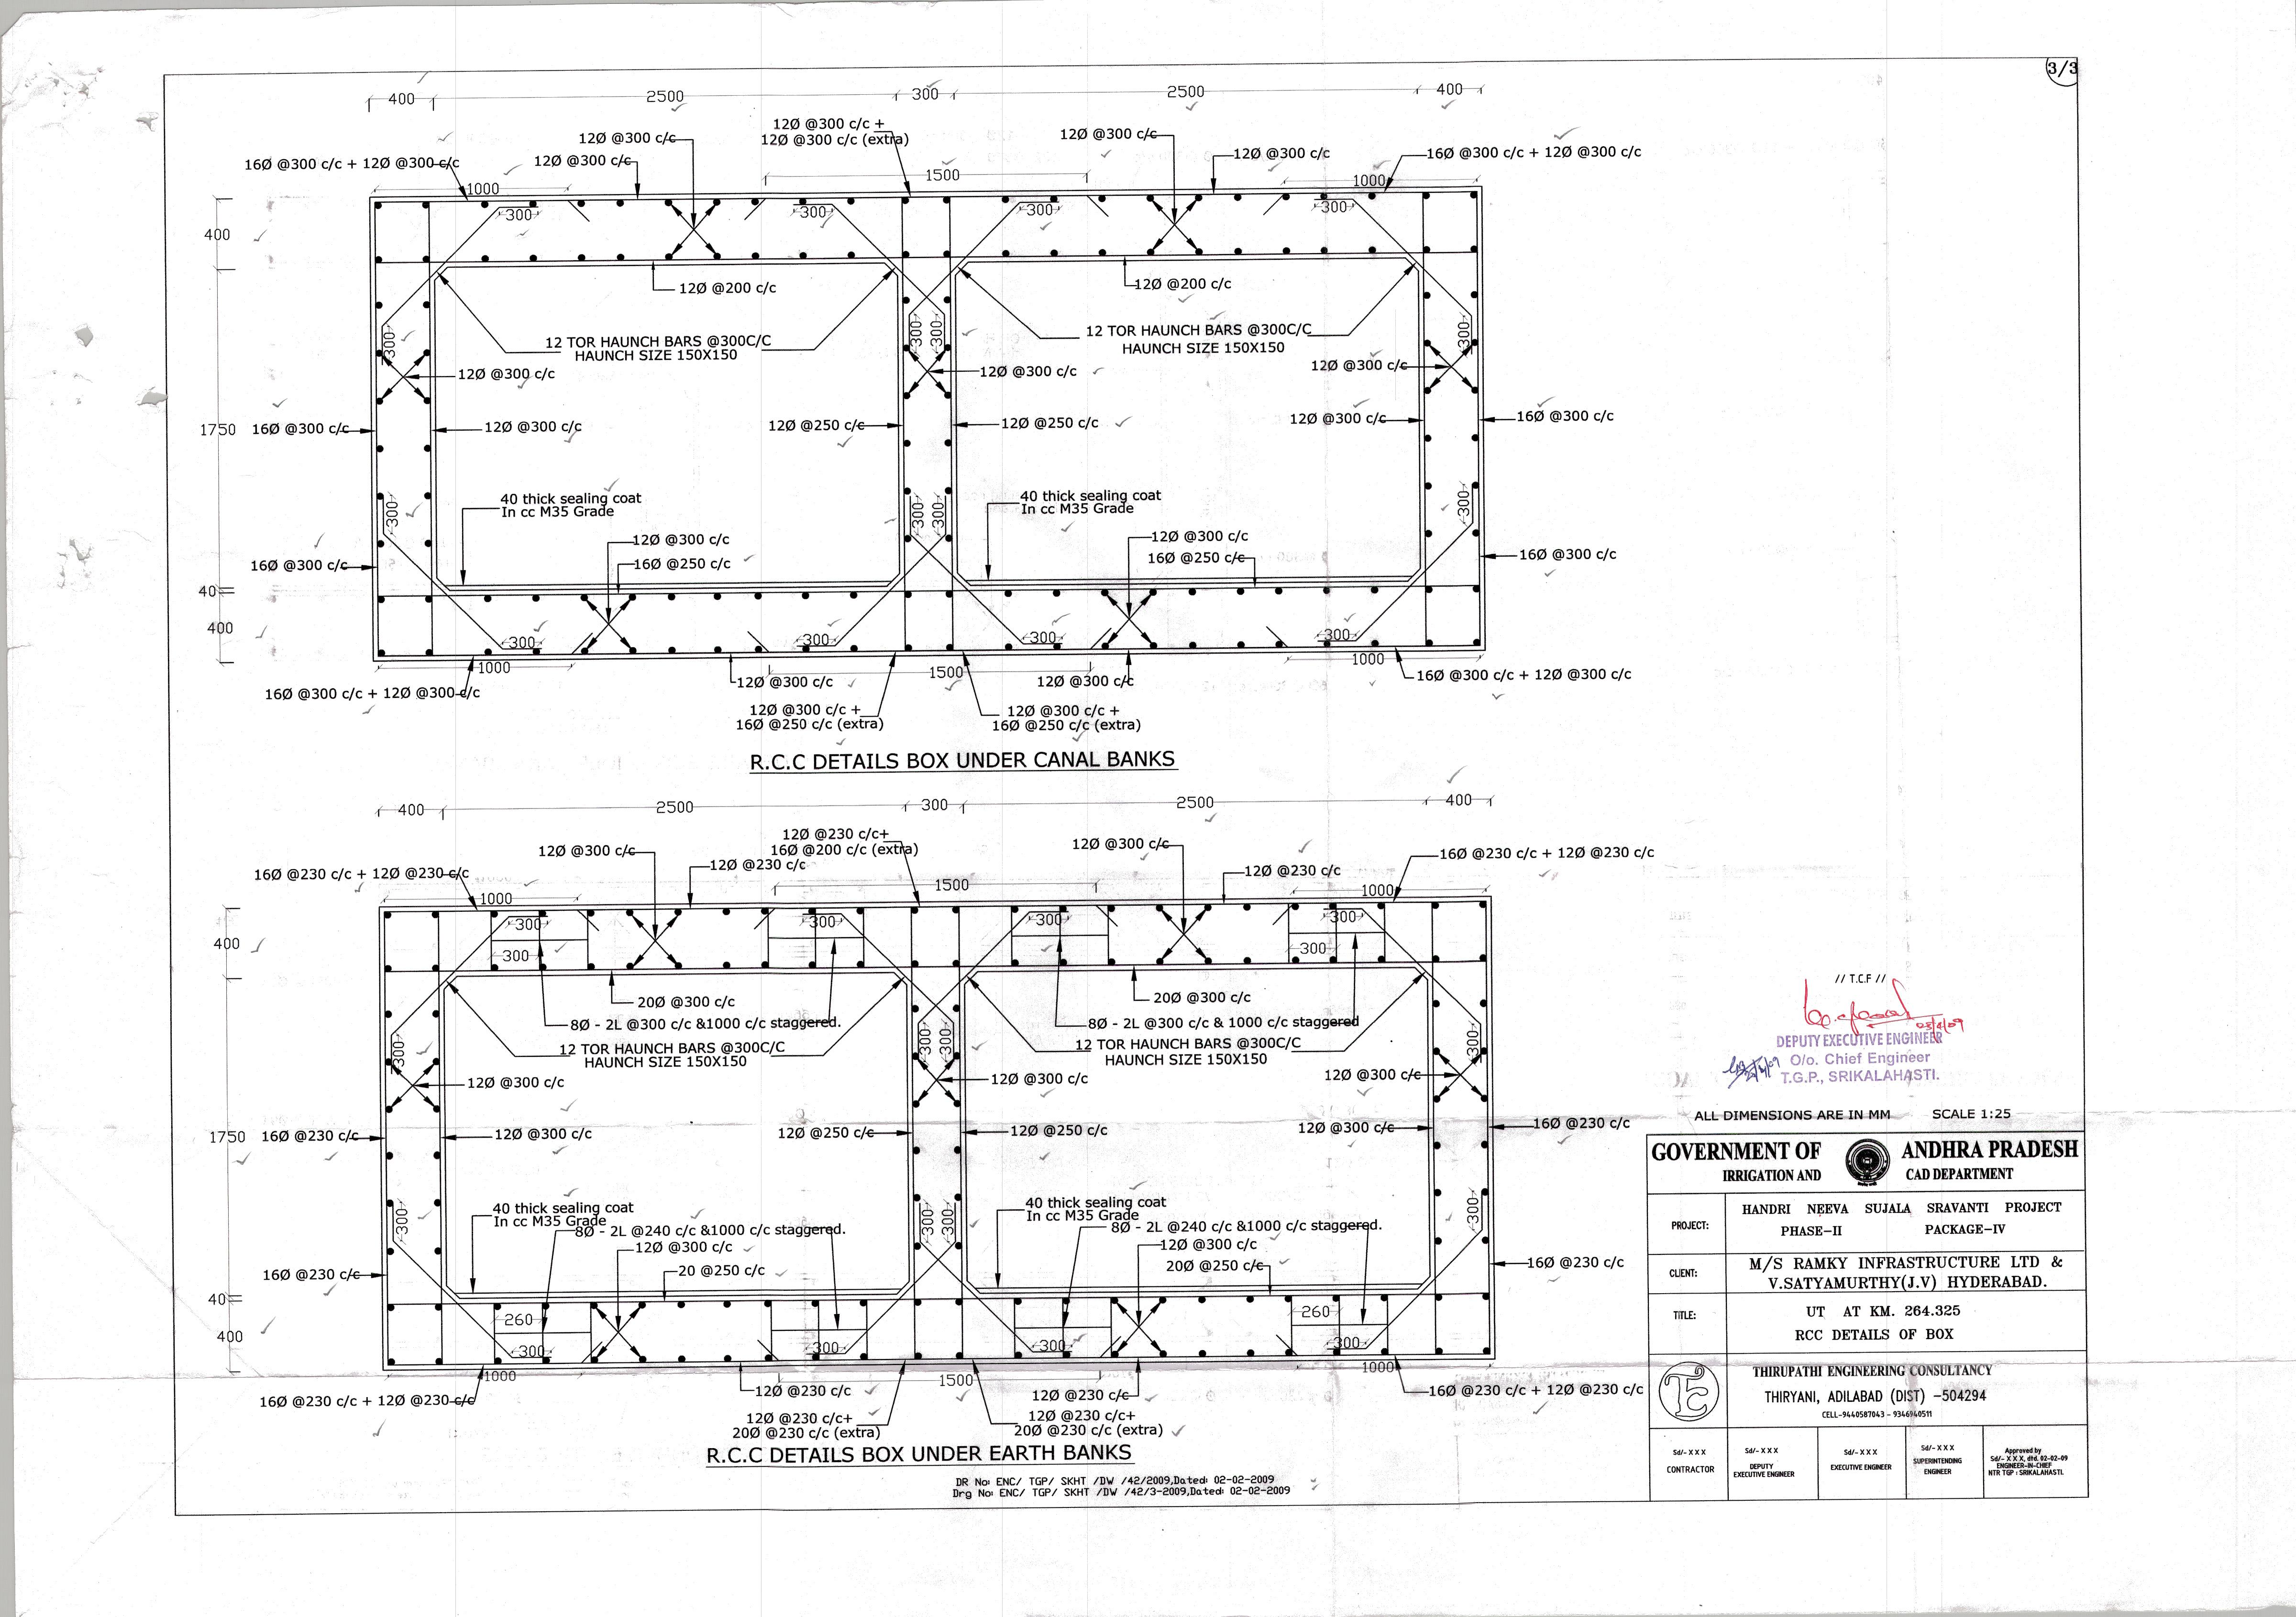 3/3
400 2500 300 2500 400
12Ø @300 c/c +
12Ø @300 c/c (extra)
12Ø @300 c/c
12Ø @300 c/c
16Ø @300 c/c + 12Ø @300 c/c
12Ø @300 c/c
12Ø @300 c/c
16Ø @300 c/c + 12Ø @300 c/c
1000 1500 1000
300 300 300 300
400
12Ø @200 c/c
12Ø @200 c/c
12 TOR HAUNCH BARS @300C/C
HAUNCH SIZE 150X150
12 TOR HAUNCH BARS @300C/C
HAUNCH SIZE 150X150
300 300 300 300
12Ø @300 c/c
12Ø @300 c/c
12Ø @300 c/c
1750
16Ø @300 c/c
12Ø @300 c/c
12Ø @250 c/c
12Ø @250 c/c
12Ø @300 c/c
16Ø @300 c/c
40 thick sealing coat
In cc M35 Grade
40 thick sealing coat
In cc M35 Grade
300 300 300 300
12Ø @300 c/c
16Ø @250 c/c
12Ø @300 c/c
16Ø @250 c/c
16Ø @300 c/c
16Ø @300 c/c
40
400
300 300 300 300
1000 1500 1000
16Ø @300 c/c + 12Ø @300 c/c
12Ø @300 c/c
12Ø @300 c/c
16Ø @300 c/c + 12Ø @300 c/c
12Ø @300 c/c +
16Ø @250 c/c (extra)
12Ø @300 c/c +
16Ø @250 c/c (extra)
R.C.C DETAILS BOX UNDER CANAL BANKS
400 2500 300 2500 400
12Ø @230 c/c+
16Ø @200 c/c (extra)
12Ø @300 c/c
12Ø @230 c/c
16Ø @230 c/c + 12Ø @230 c/c
12Ø @300 c/c
12Ø @230 c/c
16Ø @230 c/c + 12Ø @230 c/c
1000 1500 1000
300 300 300 300
400
300 300
20Ø @300 c/c
20Ø @300 c/c
8Ø - 2L @300 c/c &1000 c/c staggered.
8Ø - 2L @300 c/c & 1000 c/c staggered
12 TOR HAUNCH BARS @300C/C
HAUNCH SIZE 150X150
12 TOR HAUNCH BARS @300C/C
HAUNCH SIZE 150X150
300 300 300 300
12Ø @300 c/c
12Ø @300 c/c
12Ø @300 c/c
1750
16Ø @230 c/c
12Ø @300 c/c
12Ø @250 c/c
12Ø @250 c/c
12Ø @300 c/c
16Ø @230 c/c
40 thick sealing coat
In cc M35 Grade
40 thick sealing coat
In cc M35 Grade
300 300 300 300
8Ø - 2L @240 c/c &1000 c/c staggered.
8Ø - 2L @240 c/c &1000 c/c staggered.
12Ø @300 c/c
20 @250 c/c
12Ø @300 c/c
20Ø @250 c/c
16Ø @230 c/c
16Ø @230 c/c
40
400
260 260
300 300 300 300
1000 1500 1000
16Ø @230 c/c + 12Ø @230 c/c
12Ø @230 c/c
12Ø @230 c/c
16Ø @230 c/c + 12Ø @230 c/c
12Ø @230 c/c+
20Ø @230 c/c (extra)
12Ø @230 c/c+
20Ø @230 c/c (extra)
R.C.C DETAILS BOX UNDER EARTH BANKS
DR No: ENC/ TGP/ SKHT /DW /42/2009,Dated: 02-02-2009
Drg No: ENC/ TGP/ SKHT /DW /42/3-2009,Dated: 02-02-2009
// T.C.F //
DEPUTY EXECUTIVE ENGINEER
O/o. Chief Engineer
T.G.P., SRIKALAHASTI.
ALL DIMENSIONS ARE IN MM SCALE 1:25
GOVERNMENT OF ANDHRA PRADESH
IRRIGATION AND CAD DEPARTMENT
PROJECT:
HANDRI NEEVA SUJALA SRAVANTI PROJECT
PHASE-II PACKAGE-IV
CLIENT:
M/S RAMKY INFRASTRUCTURE LTD &
V.SATYAMURTHY(J.V) HYDERABAD.
TITLE:
UT AT KM. 264.325
RCC DETAILS OF BOX
THIRUPATHI ENGINEERING CONSULTANCY
THIRYANI, ADILABAD (DIST) -504294
CELL-9440587043 - 9346940511
Sd/- X X X
CONTRACTOR
Sd/- X X X
DEPUTY
EXECUTIVE ENGINEER
Sd/- X X X
EXECUTIVE ENGINEER
Sd/- X X X
SUPERINTENDING
ENGINEER
Approved by
Sd/- X X X, dtd. 02-02-09
ENGINEER-IN-CHIEF
NTR TGP : SRIKALAHASTI.